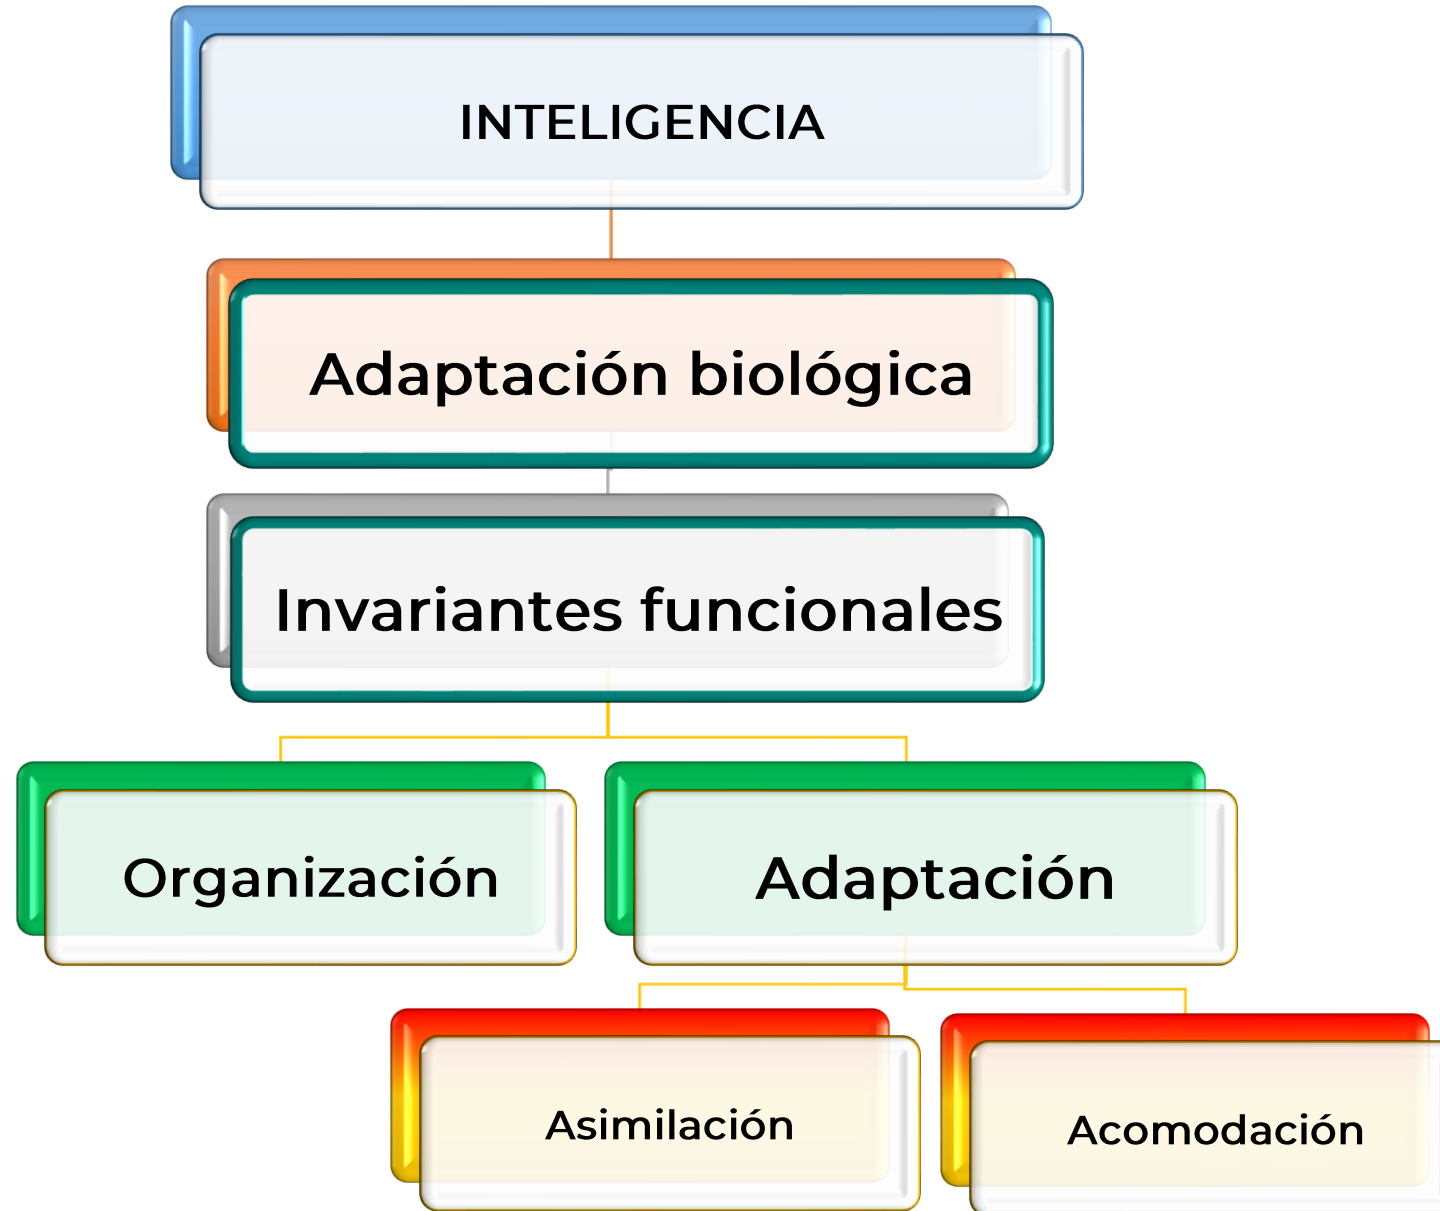 INTELIGENCIA
Adaptación biológica
Invariantes funcionales
Organización
Adaptación
Asimilación
Acomodación